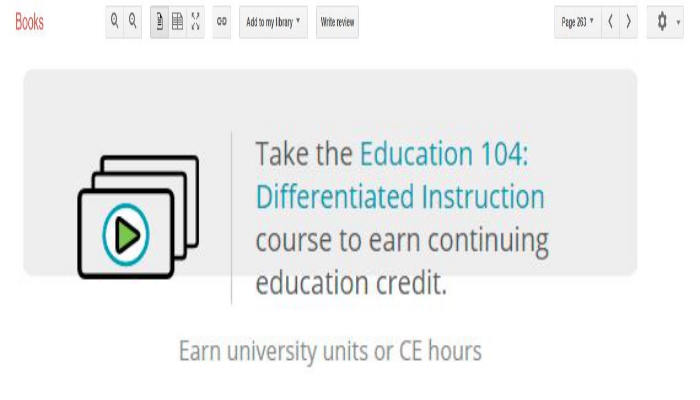 Books Add to my library Write review Page 263
Take the Education 104:
Differentiated Instruction
course to earn continuing
education credit.
Earn university units or CE hours